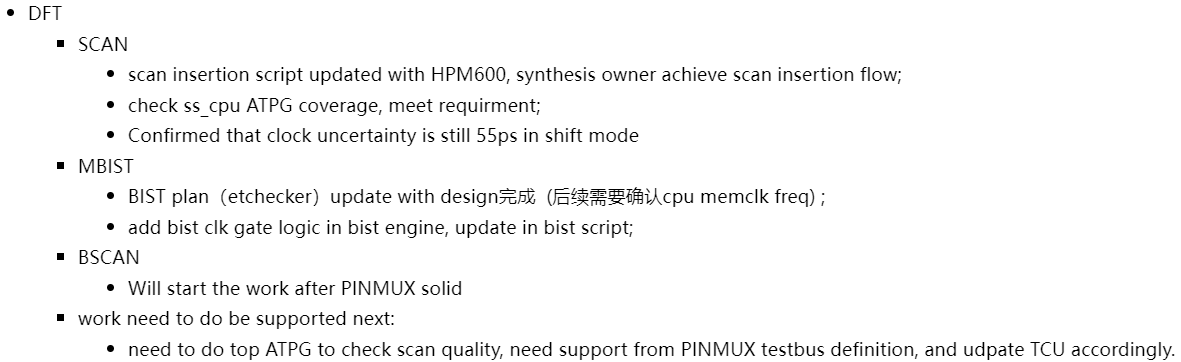 DFT
SCAN
scan insertion script updated with HPM600, synthesis owner achieve scan insertion flow;
check ss_cpu ATPG coverage, meet requirment;
Confirmed that clock uncertainty is still 55ps in shift mode
MBIST
BIST plan（etchecker）update with design完成  (后续需要确认cpu memclk freq) ;
add bist clk gate logic in bist engine, update in bist script;
BSCAN
Will start the work after PINMUX solid
work need to do be supported next:
need to do top ATPG to check scan quality, need support from PINMUX testbus definition, and udpate TCU accordingly.